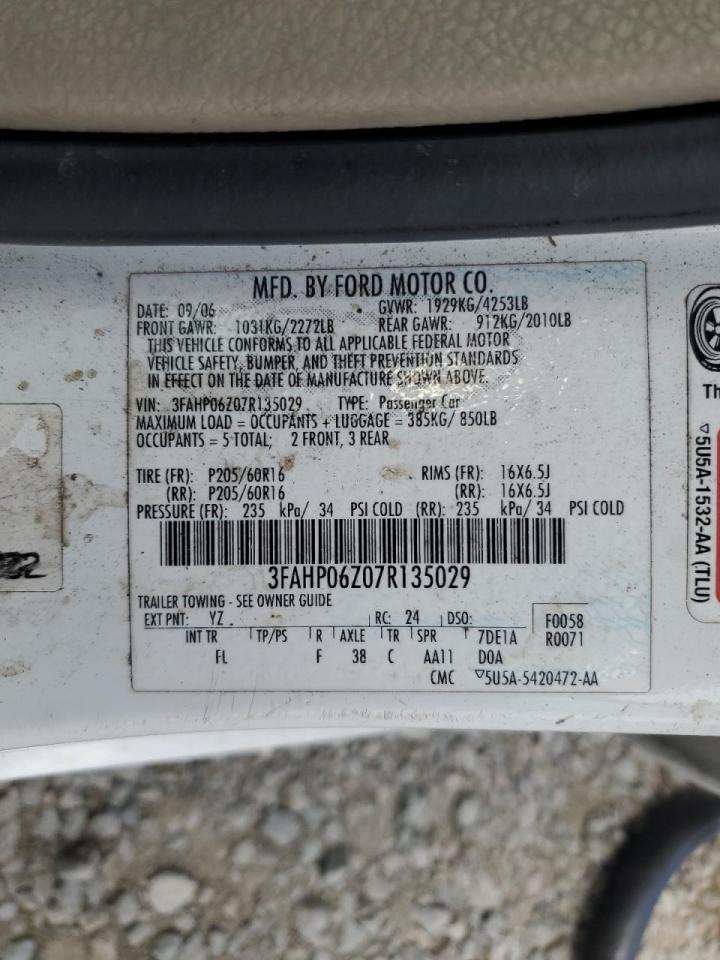 MFD. BY FORD MOTOR CO.
DATE: 09/06 GVWR: 1929KG/4253LB
FRONT GAWR: 1031KG/2272LB REAR GAWR: 912KG/2010LB
THIS VEHICLE CONFORMS TO ALL APPLICABLE FEDERAL MOTOR
VEHICLE SAFETY, BUMPER, AND THEFT PREVENTION STANDARDS
IN EFFECT ON THE DATE OF MANUFACTURE SHOWN ABOVE.
VIN: 3FAHP06Z07R135029 TYPE: Passenger Car
MAXIMUM LOAD = OCCUPANTS + LUGGAGE = 385KG/ 850LB
OCCUPANTS = 5 TOTAL; 2 FRONT, 3 REAR
TIRE (FR): P205/60R16 RIMS (FR): 16X6.5J
(RR): P205/60R16 (RR): 16X6.5J
PRESSURE (FR): 235 kPa/ 34 PSI COLD (RR): 235 kPa/ 34 PSI COLD
3FAHP06Z07R135029
TRAILER TOWING - SEE OWNER GUIDE
EXT PNT: YZ RC: 24 DSO: F0058
INT TR TP/PS R AXLE TR SPR 7DE1A R0071
FL F 38 C AA11 D0A
CMC ▽5U5A-5420472-AA
Th
▽5U5A-1532-AA (TLU)